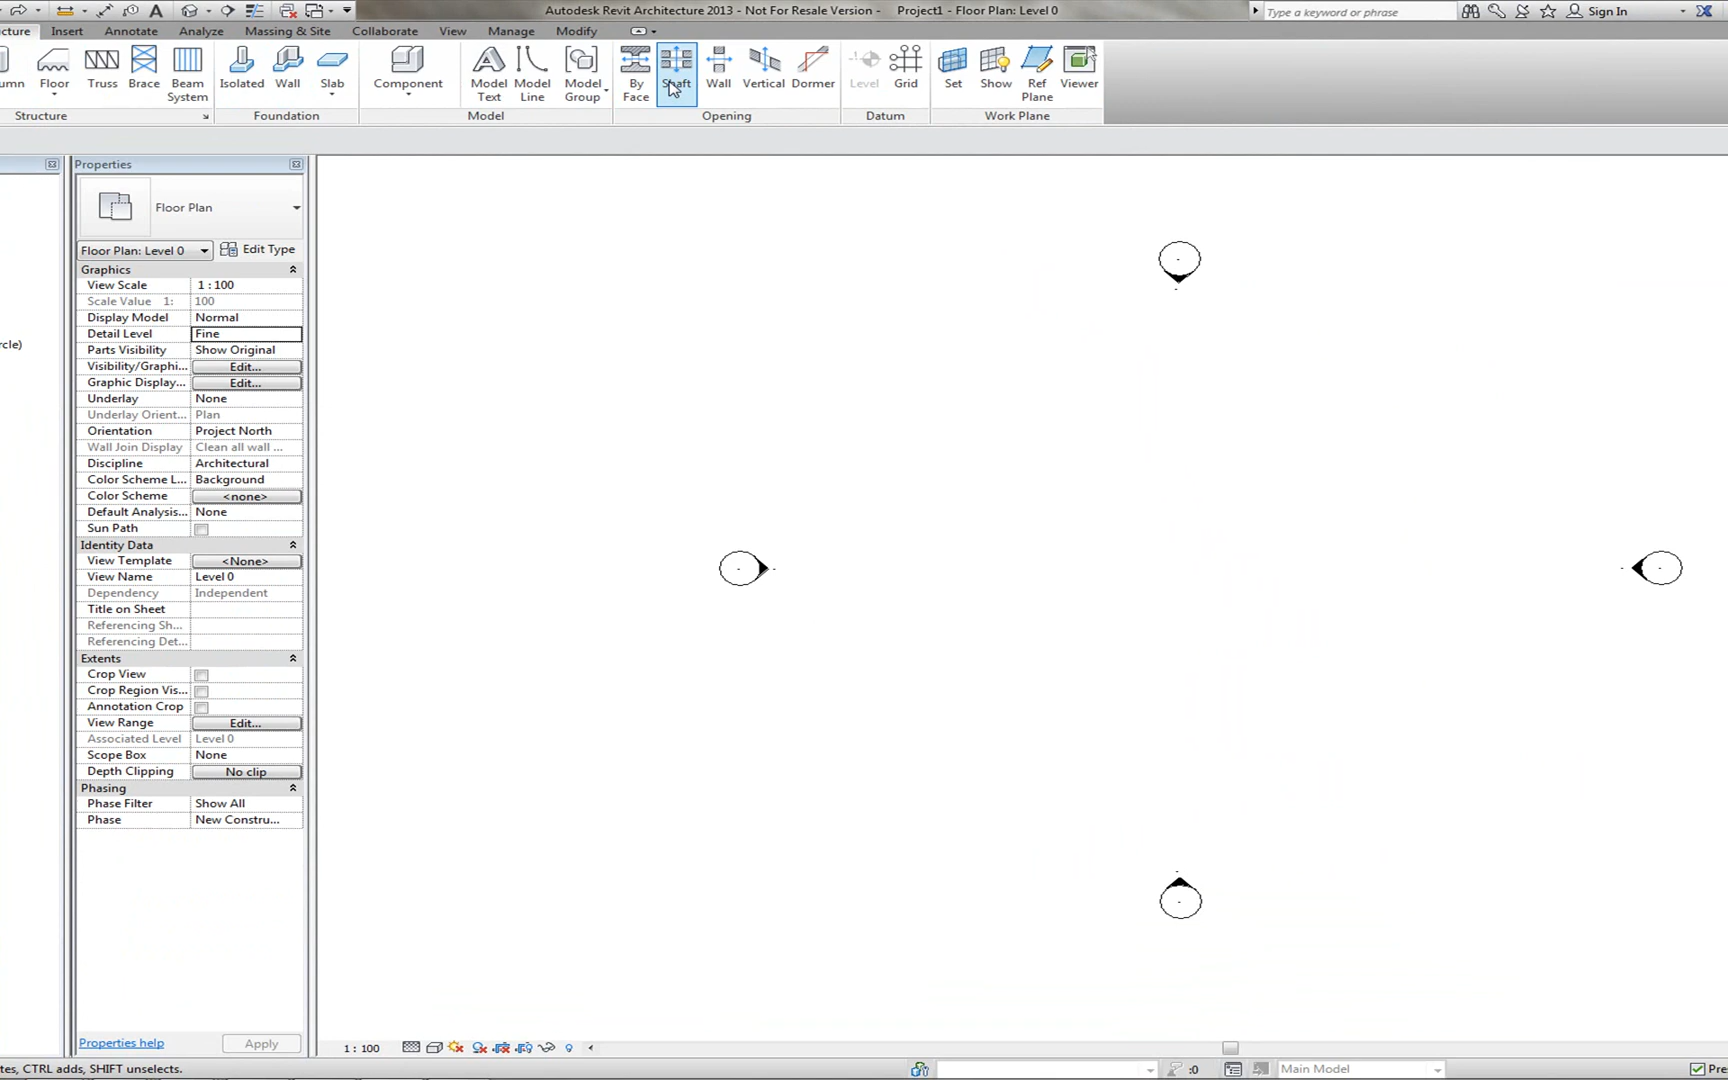 Autodesk Revit Architecture 2013 - Not For Resale Version - Project1 - Floor Plan: Level 0
Type a keyword or phrase
Sign In
cture Insert Annotate Analyze Massing & Site Collaborate View Manage Modify
umn Floor Truss Brace Beam System Isolated Wall Slab Component Model Text Model Line Model Group By Face Shaft Wall Vertical Dormer Level Grid Set Show Ref Plane Viewer
Structure Foundation Model Opening Datum Work Plane
Properties
Floor Plan
Floor Plan: Level 0 Edit Type
Graphics
View Scale 1 : 100
Scale Value 1: 100
Display Model Normal
Detail Level Fine
rcle)
Parts Visibility Show Original
Visibility/Graphi... Edit...
Graphic Display... Edit...
Underlay None
Underlay Orient... Plan
Orientation Project North
Wall Join Display Clean all wall ...
Discipline Architectural
Color Scheme L... Background
Color Scheme <none>
Default Analysis... None
Sun Path
Identity Data
View Template <None>
View Name Level 0
Dependency Independent
Title on Sheet
Referencing Sh...
Referencing Det...
Extents
Crop View
Crop Region Vis...
Annotation Crop
View Range Edit...
Associated Level Level 0
Scope Box None
Depth Clipping No clip
Phasing
Phase Filter Show All
Phase New Constru...
Properties help Apply
1 : 100
tes, CTRL adds, SHIFT unselects.
:0
Main Model
Pre